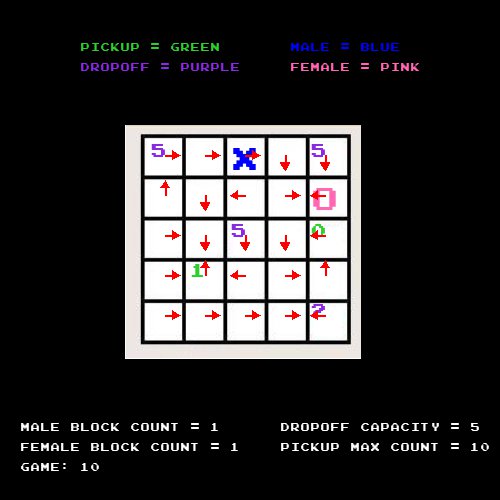 PICKUP = GREEN MALE = BLUE
DROPOFF = PURPLE FEMALE = PINK
5 5
5 0
1
2
MALE BLOCK COUNT = 1 DROPOFF CAPACITY = 5
FEMALE BLOCK COUNT = 1 PICKUP MAX COUNT = 10
GAME: 10